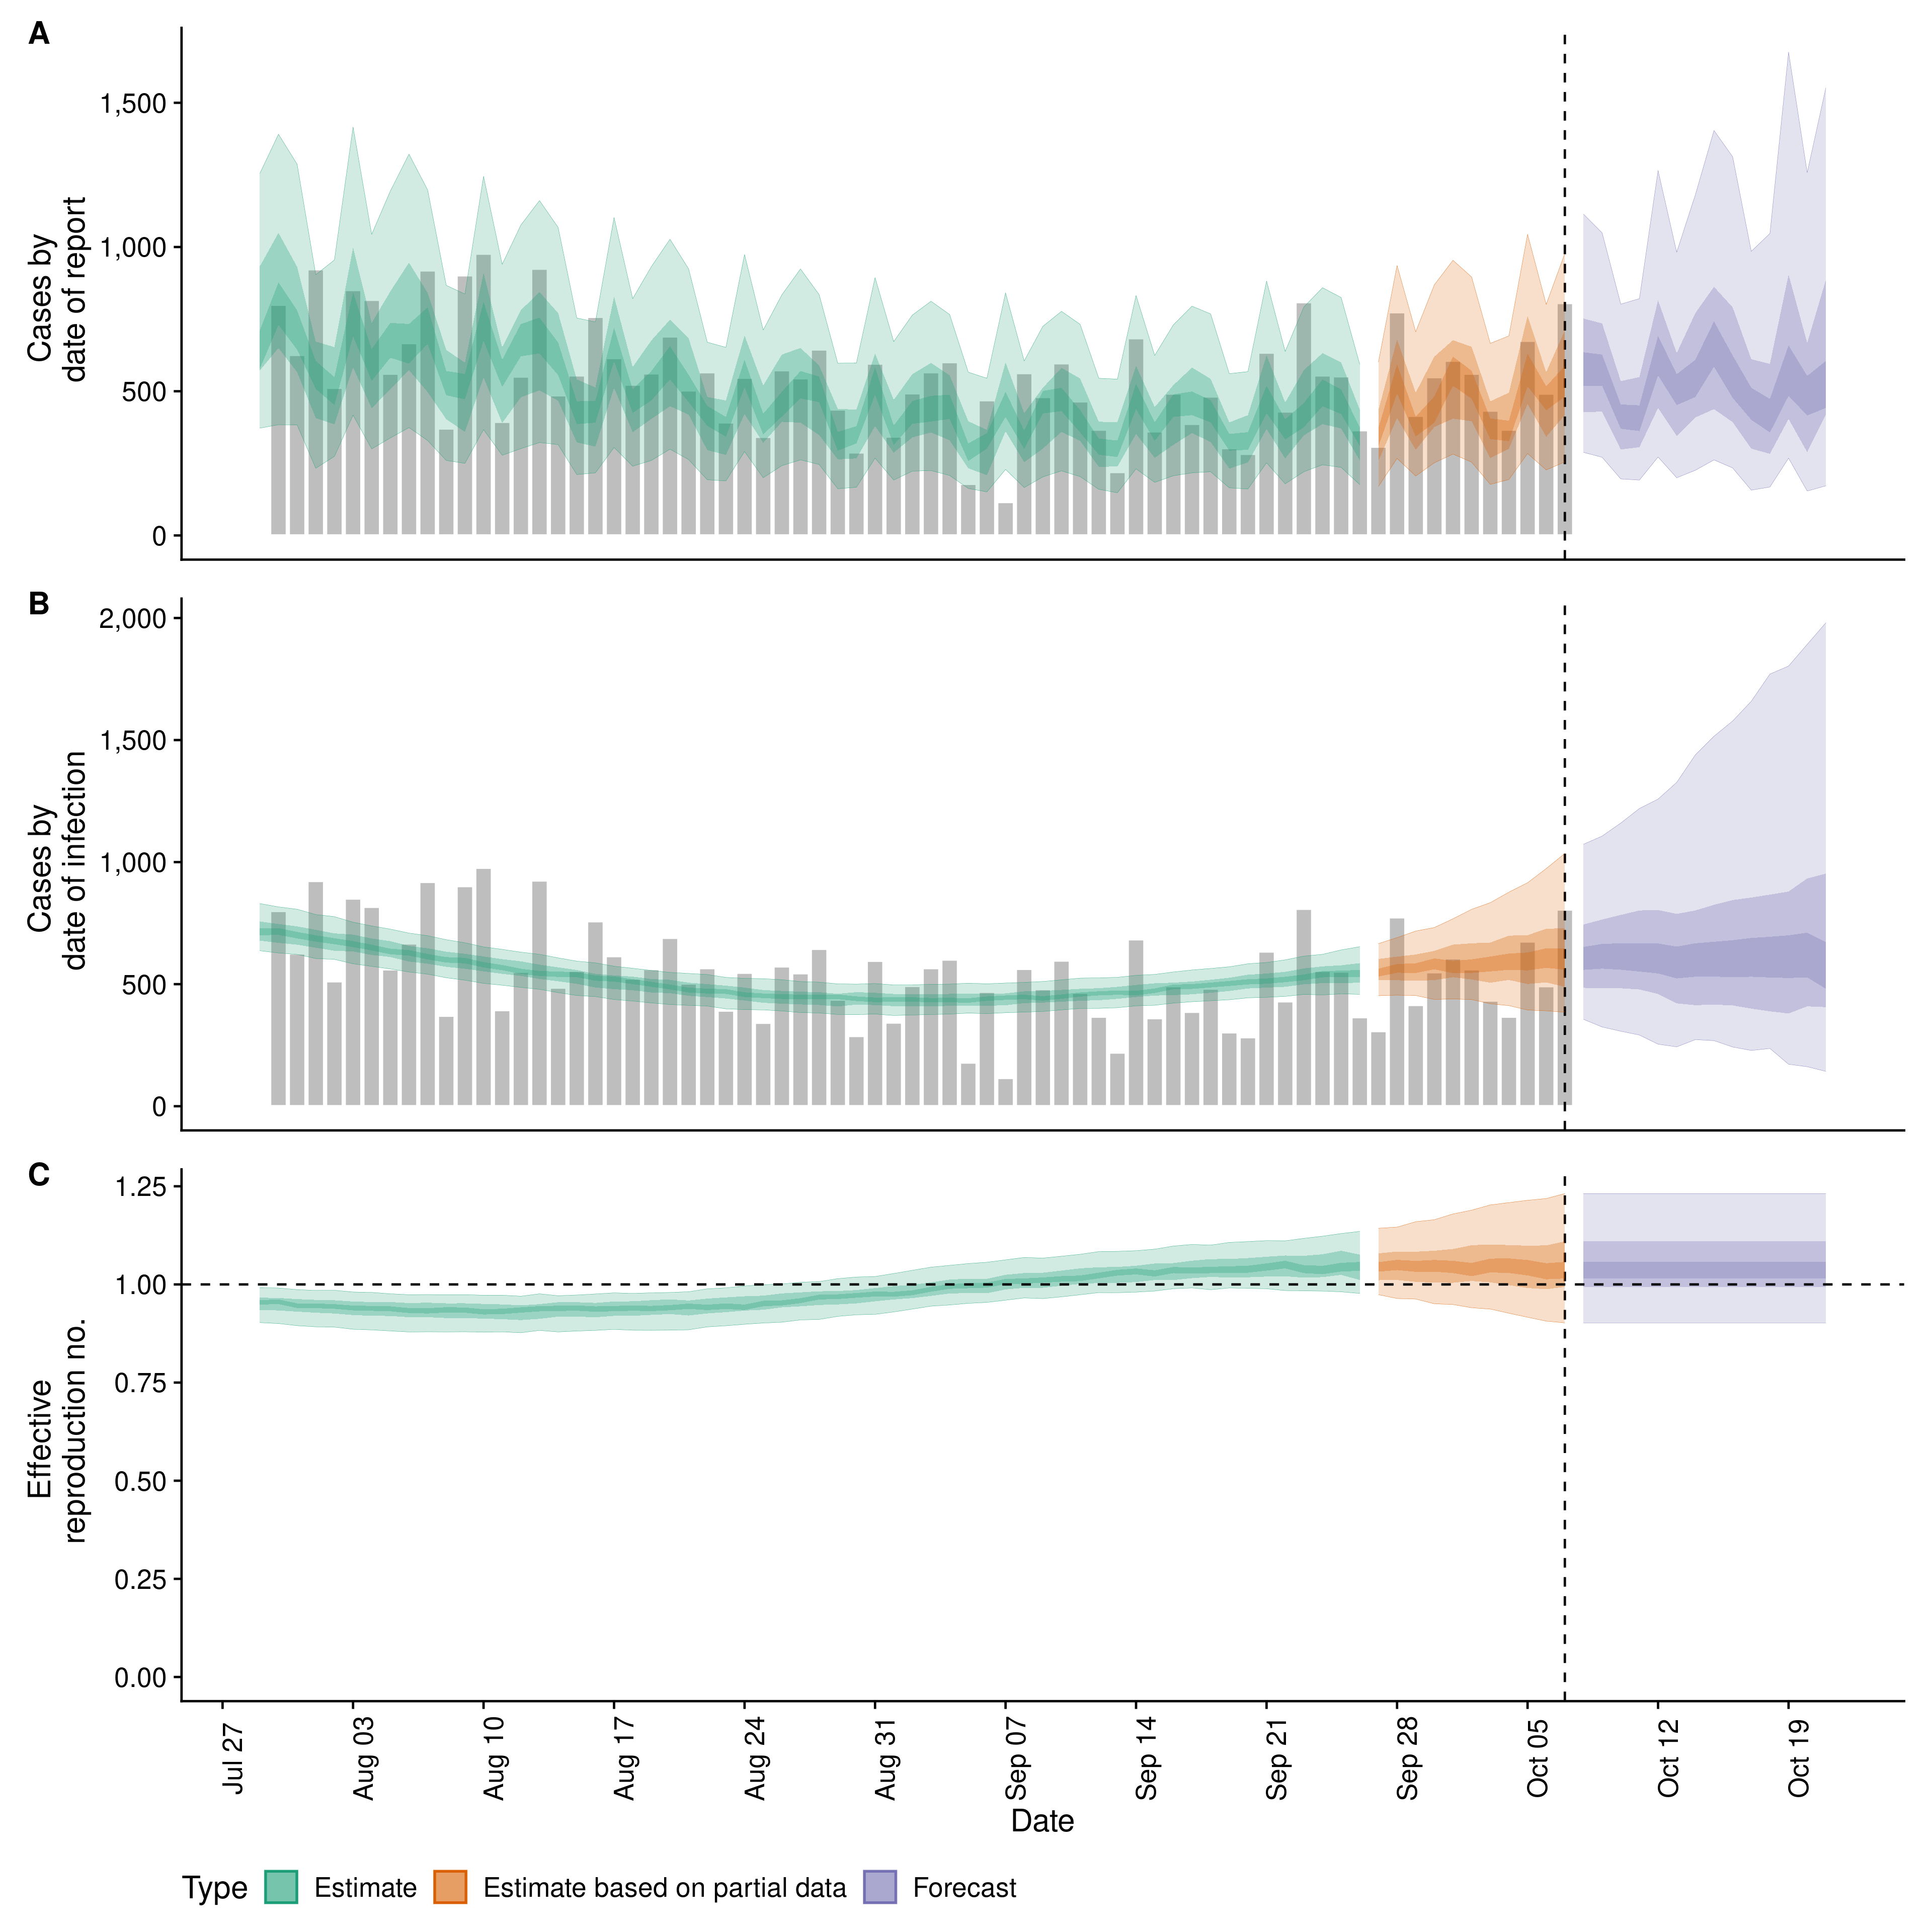 A
Cases by
date of report
1,500
1,000
500
0
B
Cases by
date of infection
2,000
1,500
1,000
500
0
C
Effective
reproduction no.
1.25
1.00
0.75
0.50
0.25
0.00
Jul 27
Aug 03
Aug 10
Aug 17
Aug 24
Aug 31
Sep 07
Sep 14
Sep 21
Sep 28
Oct 05
Oct 12
Oct 19
Date
Type Estimate Estimate based on partial data Forecast